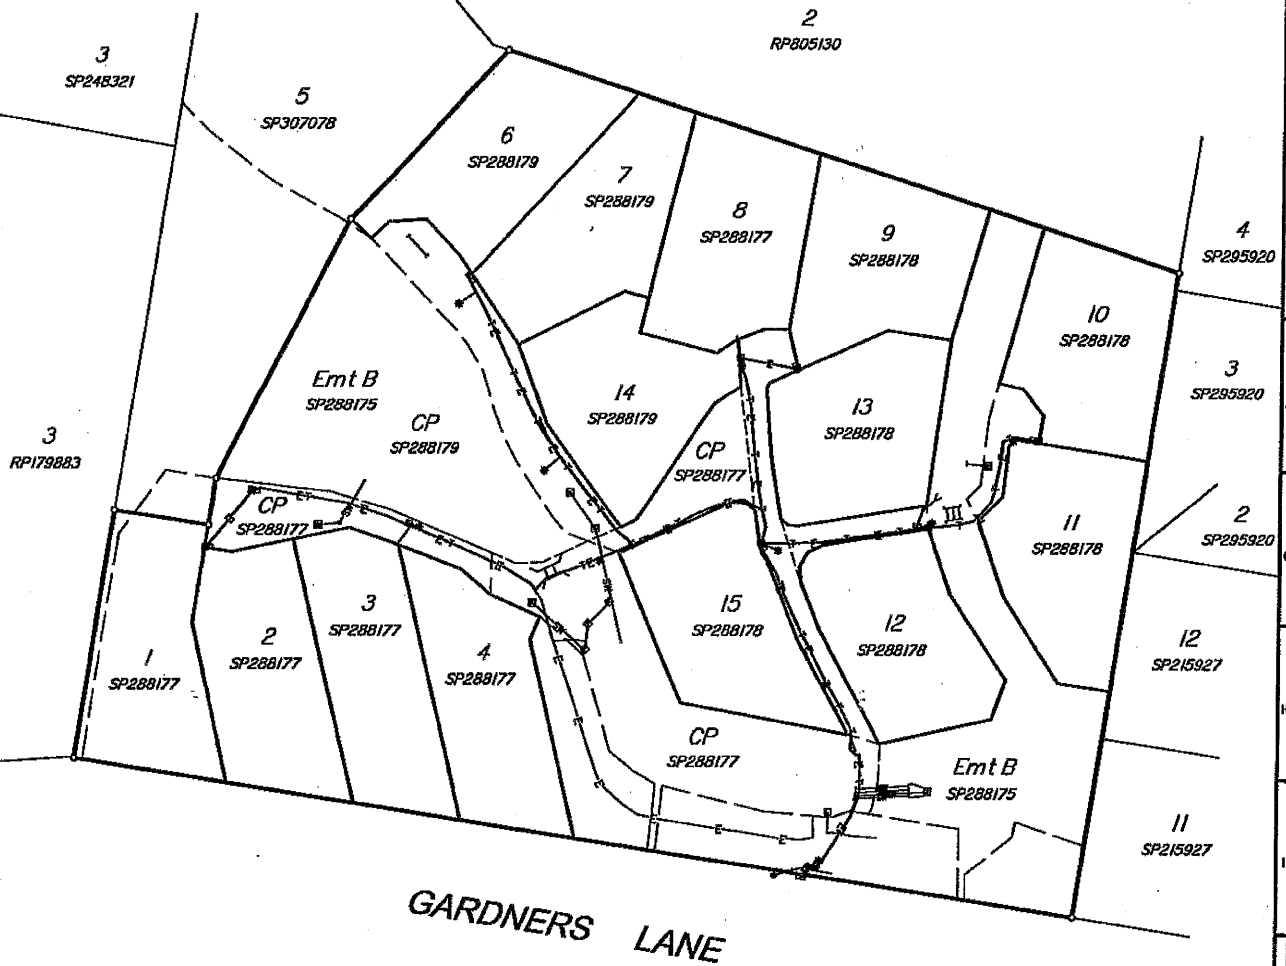 2
RP805130
3
SP248321
5
SP307078
6
SP288179
7
SP288179
8
SP288177
9
SP288178
4
SP295920
10
SP288178
3
SP295920
Emt B
SP288175
14
SP288179
13
SP288178
CP
SP288179
3
RP179883
CP
SP288177
CP
SP288177
11
SP288178
2
SP295920
15
SP288178
12
SP288178
3
SP288177
2
SP288177
4
SP288177
1
SP288177
12
SP215927
CP
SP288177
Emt B
SP288175
11
SP215927
GARDNERS LANE